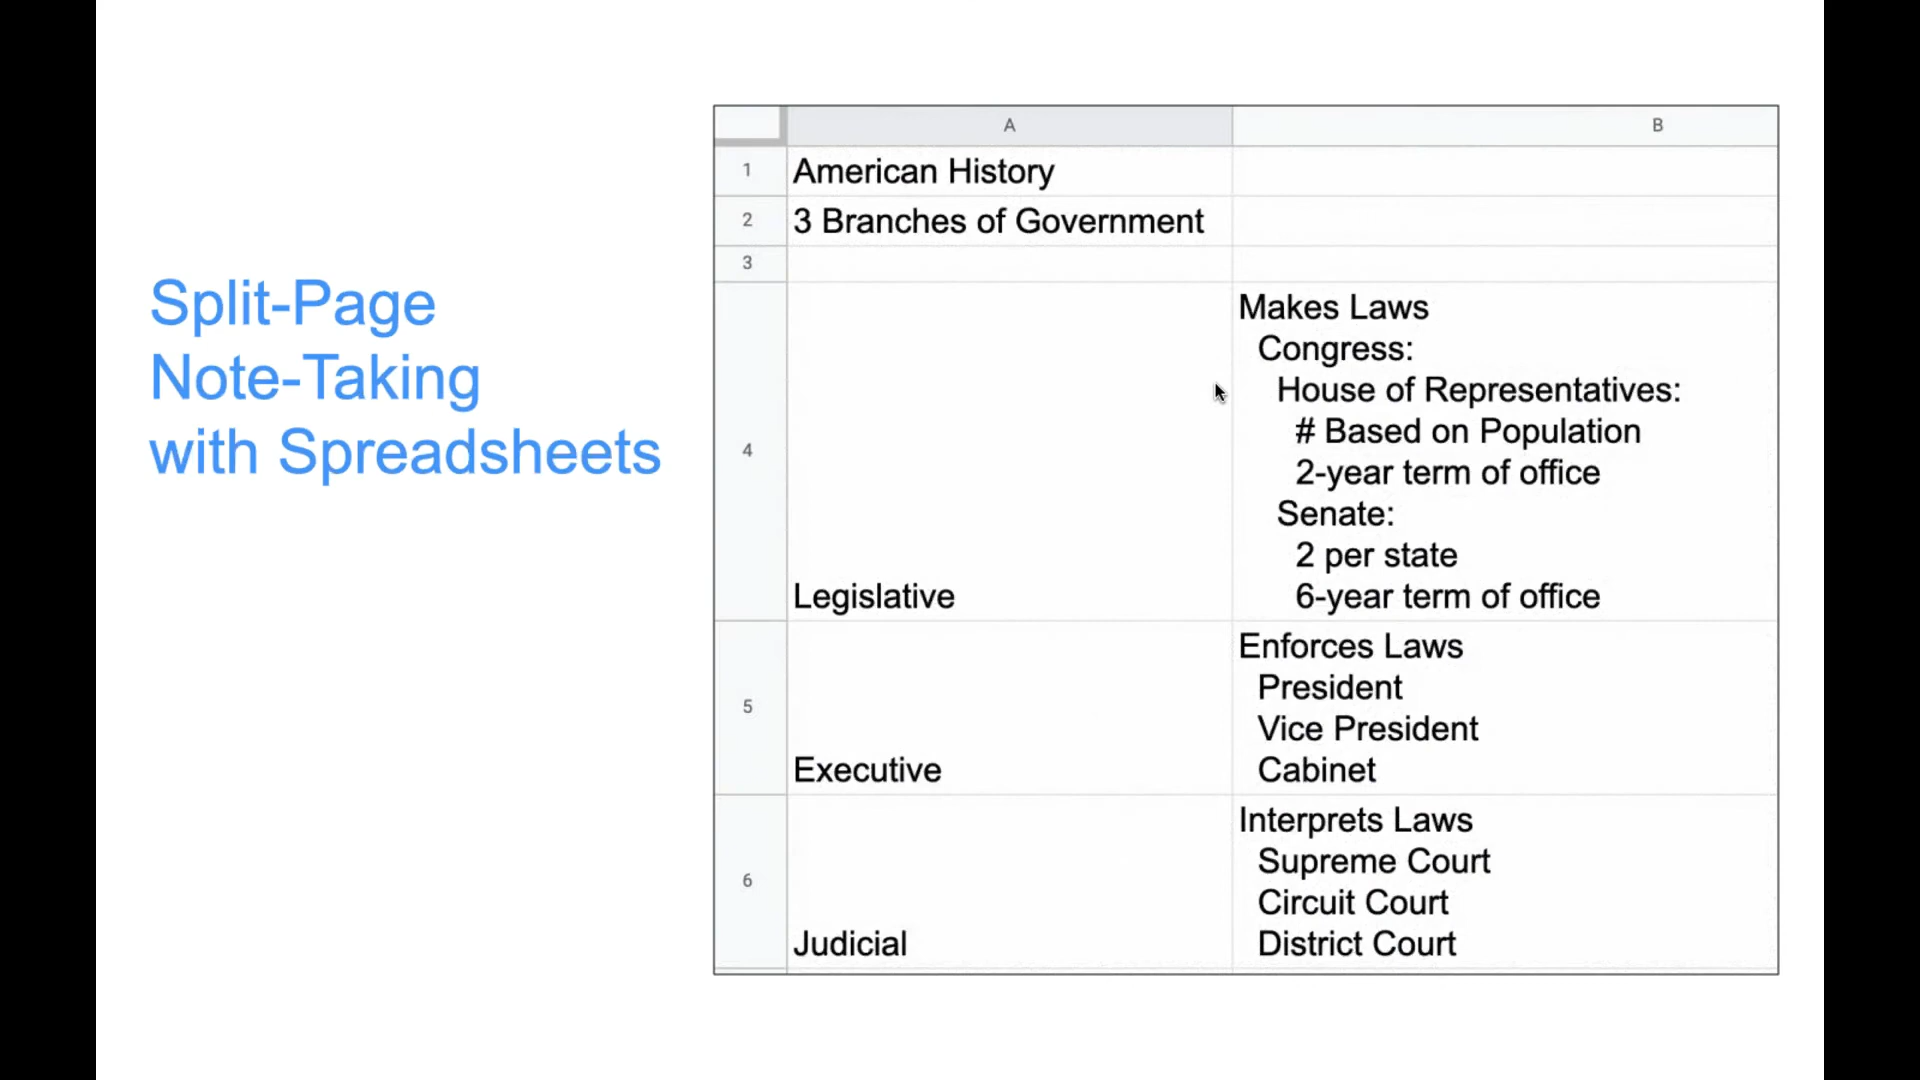 Split-Page
Note-Taking
with Spreadsheets
A B
1 American History
2 3 Branches of Government
3
4 Legislative
Makes Laws
Congress:
House of Representatives:
# Based on Population
2-year term of office
Senate:
2 per state
6-year term of office
5 Executive
Enforces Laws
President
Vice President
Cabinet
6 Judicial
Interprets Laws
Supreme Court
Circuit Court
District Court